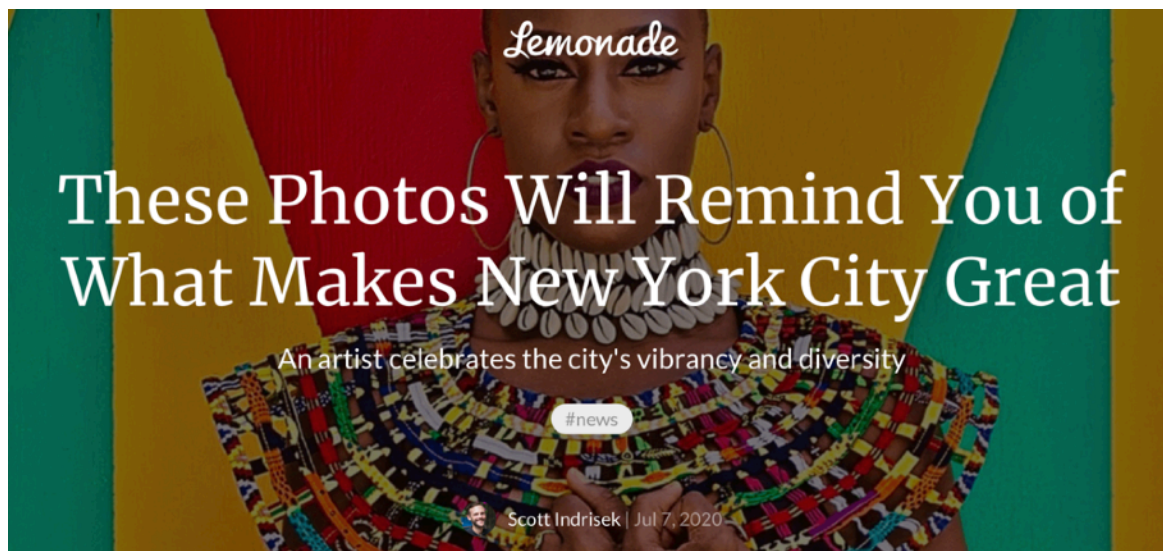 Lemonade
These Photos Will Remind You of
What Makes New York City Great
An artist celebrates the city's vibrancy and diversity
#news
Scott Indrisek | Jul 7, 2020